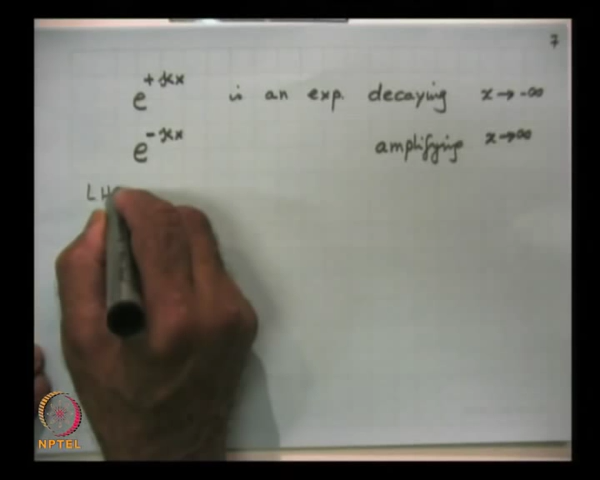 7
e^{+κx} is an exp. decaying x → -∞
e^{-κx} amplifying x → ∞
LH
NPTEL